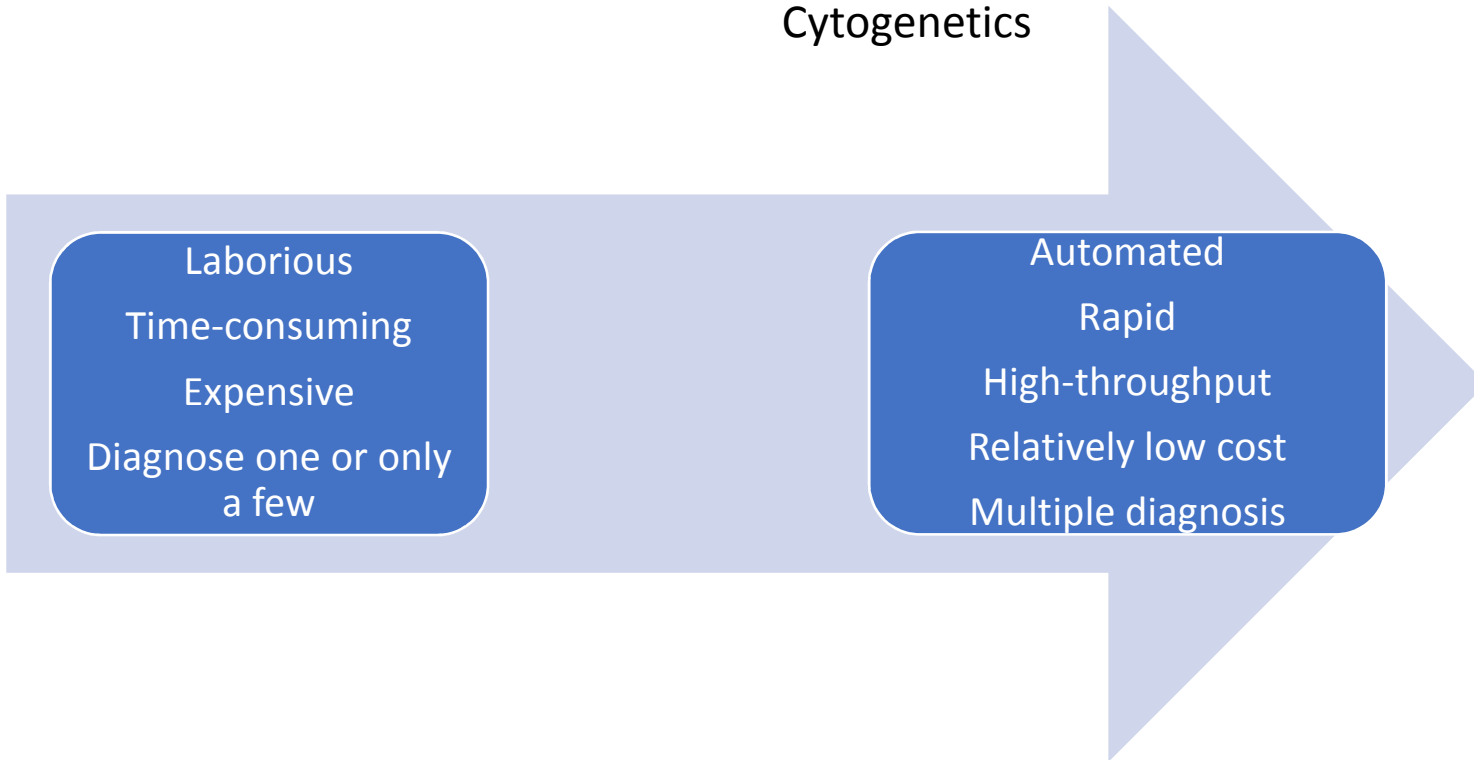 Cytogenetics
Laborious
Time-consuming
Expensive
Diagnose one or only
a few
Automated
Rapid
High-throughput
Relatively low cost
Multiple diagnosis